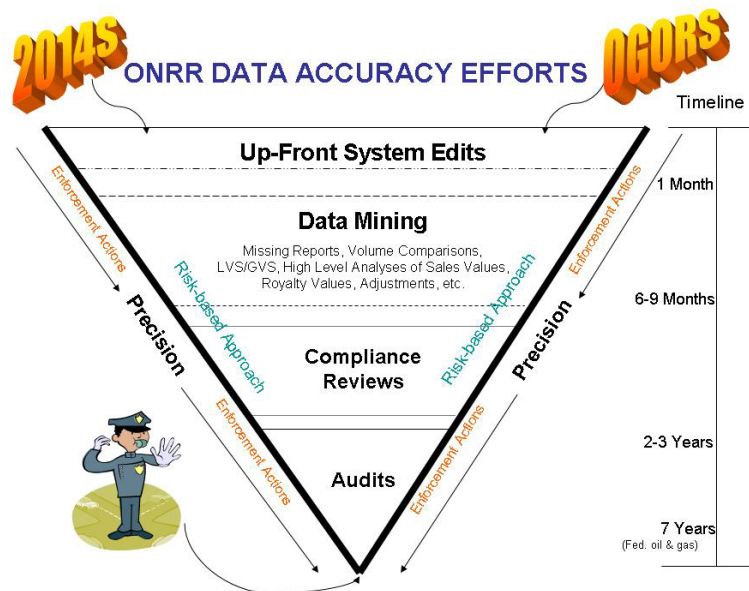 2014S
OGORS
ONRR DATA ACCURACY EFFORTS
Timeline
Up-Front System Edits
1 Month
Enforcement Actions
Enforcement Actions
Data Mining
Missing Reports, Volume Comparisons,
LVS/GVS, High Level Analyses of Sales Values,
Royalty Values, Adjustments, etc.
Risk-based Approach
Risk-based Approach
6-9 Months
Precision
Precision
Compliance
Reviews
Enforcement Actions
Enforcement Actions
2-3 Years
Audits
7 Years
(Fed. oil & gas)